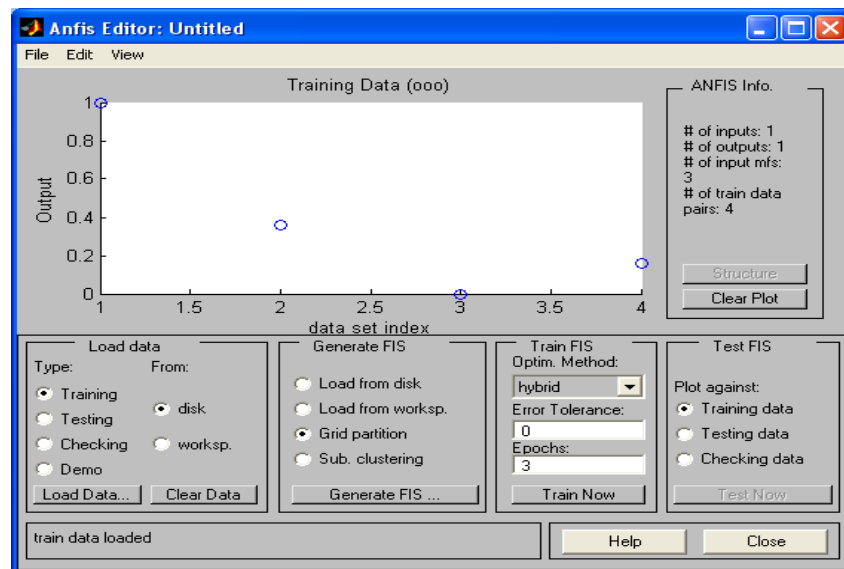 Anfis Editor: Untitled
File Edit View
Training Data (ooo)
1
0.8
0.6
0.4
0.2
0
Output
1 1.5 2 2.5 3 3.5 4
data set index
ANFIS Info.
# of inputs: 1
# of outputs: 1
# of input mfs:
3
# of train data
pairs: 4
Structure
Clear Plot
Load data
Type: From:
Training
Testing
Checking
Demo
disk
worksp.
Load Data... Clear Data
Generate FIS
Load from disk
Load from worksp.
Grid partition
Sub. clustering
Generate FIS ...
Train FIS
Optim. Method:
hybrid
Error Tolerance:
0
Epochs:
3
Train Now
Test FIS
Plot against:
Training data
Testing data
Checking data
Test Now
train data loaded
Help
Close